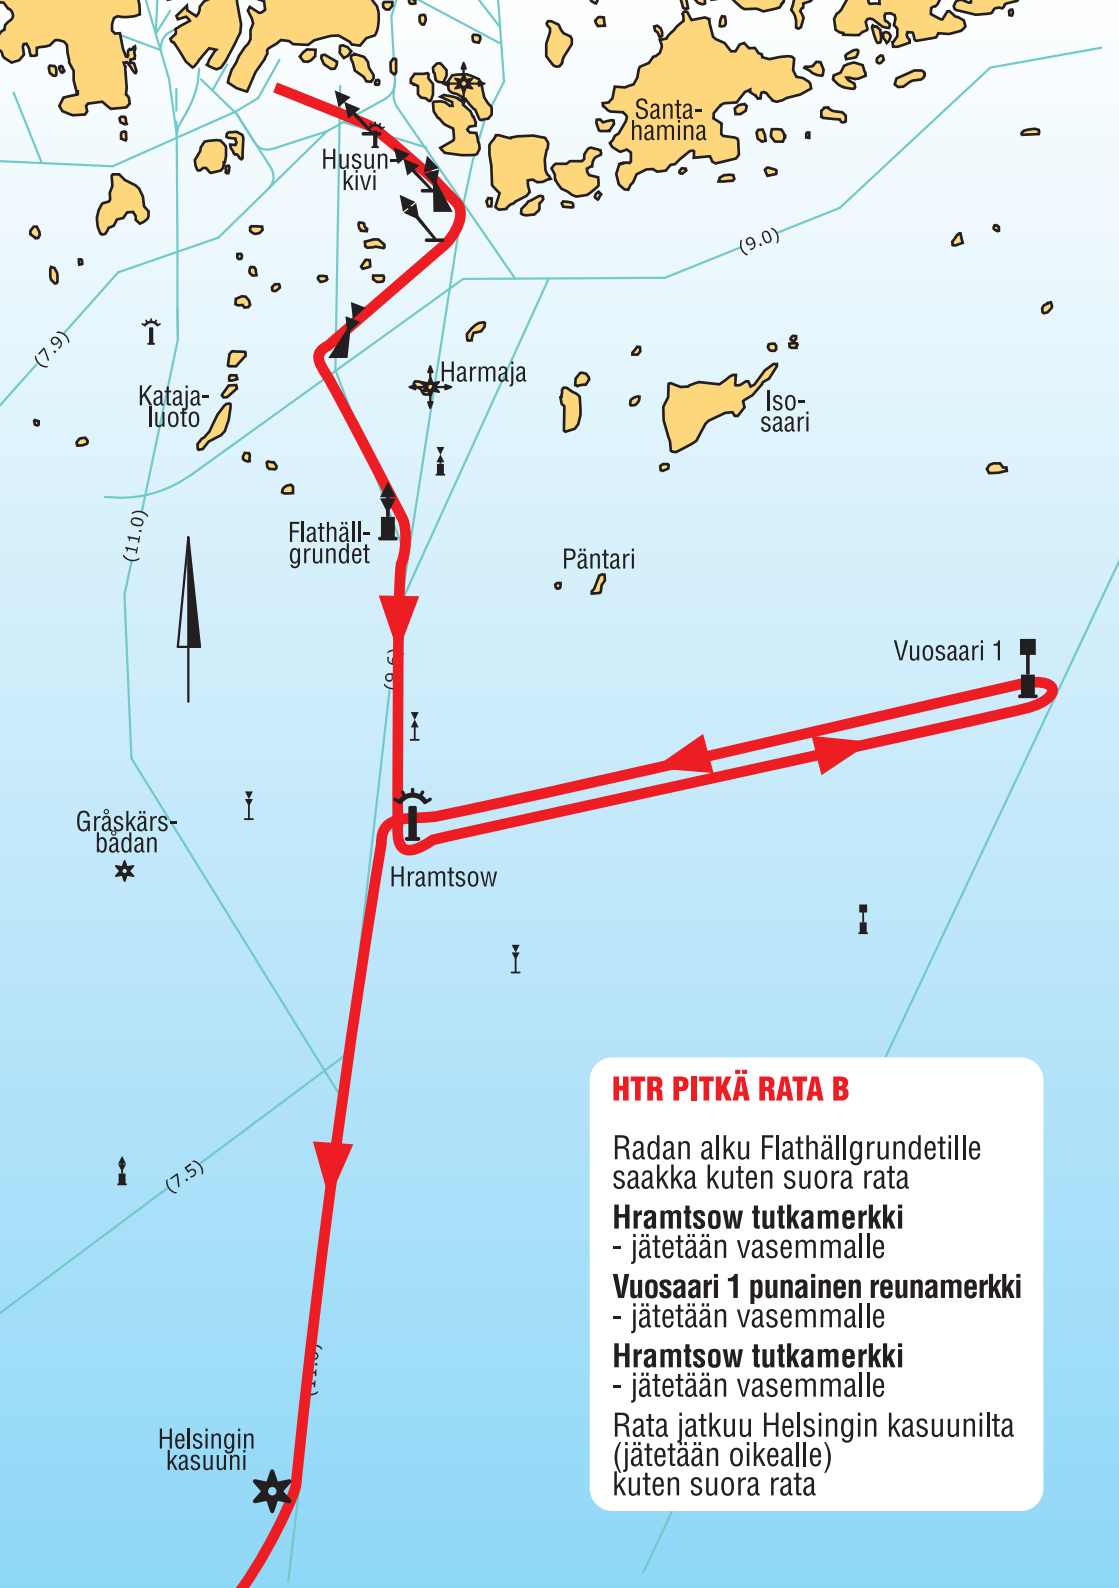 Santa-
hamina
Husun-
kivi
(9.0)
(7.9)
Harmaja
Kataja-
luoto
Iso-
saari
(11.0)
Flathäll-
grundet
Päntari
Vuosaari 1
(9.6)
Gråskärs-
bådan
Hramtsow
(7.5)
HTR PITKÄ RATA B
Radan alku Flathällgrundetille
saakka kuten suora rata
Hramtsow tutkamerkki
- jätetään vasemmalle
Vuosaari 1 punainen reunamerkki
- jätetään vasemmalle
Hramtsow tutkamerkki
- jätetään vasemmalle
Rata jatkuu Helsingin kasuunilta
(jätetään oikealle)
kuten suora rata
Helsingin
kasuuni